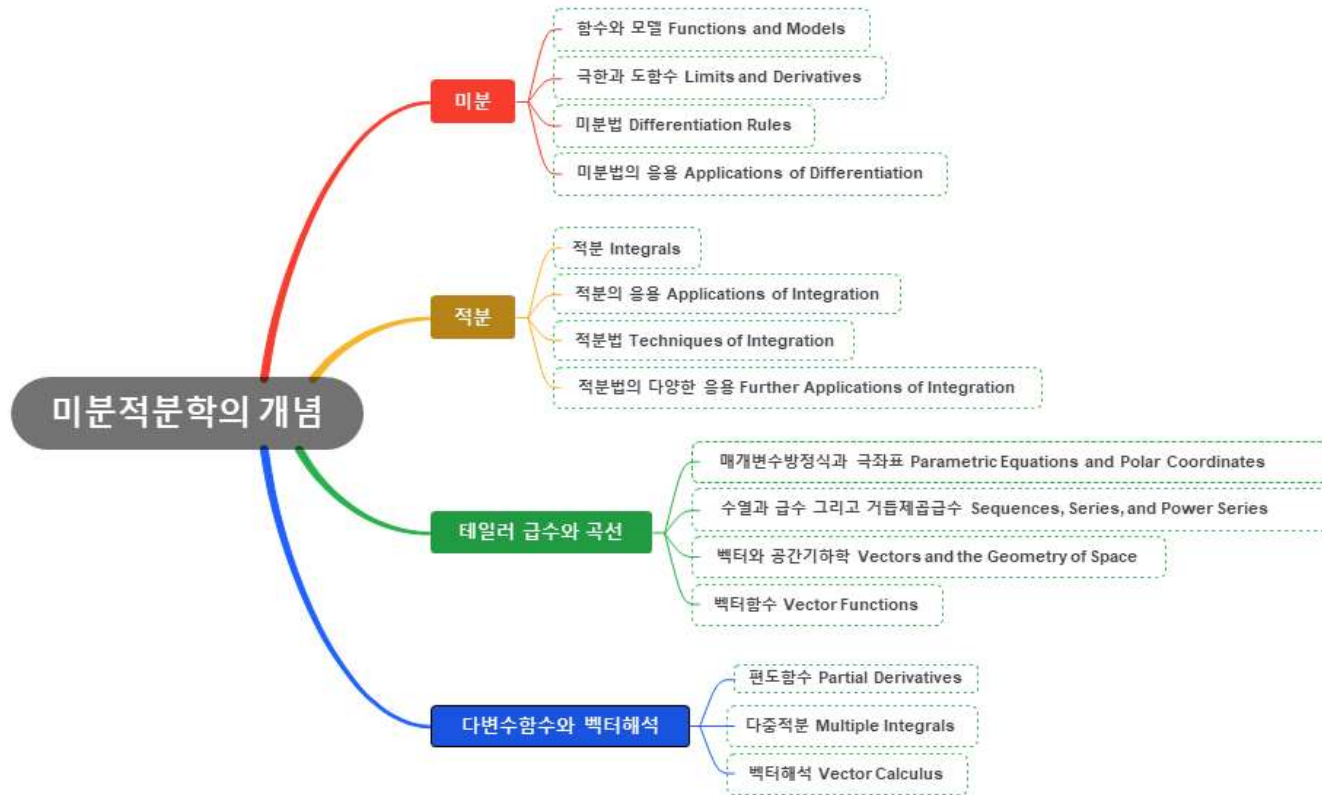 미분적분학의 개념
미분
함수와 모델 Functions and Models
극한과 도함수 Limits and Derivatives
미분법 Differentiation Rules
미분법의 응용 Applications of Differentiation
적분
적분 Integrals
적분의 응용 Applications of Integration
적분법 Techniques of Integration
적분법의 다양한 응용 Further Applications of Integration
테일러 급수와 곡선
매개변수방정식과 극좌표 Parametric Equations and Polar Coordinates
수열과 급수 그리고 거듭제곱급수 Sequences, Series, and Power Series
벡터와 공간기하학 Vectors and the Geometry of Space
벡터함수 Vector Functions
다변수함수와 벡터해석
편도함수 Partial Derivatives
다중적분 Multiple Integrals
벡터해석 Vector Calculus